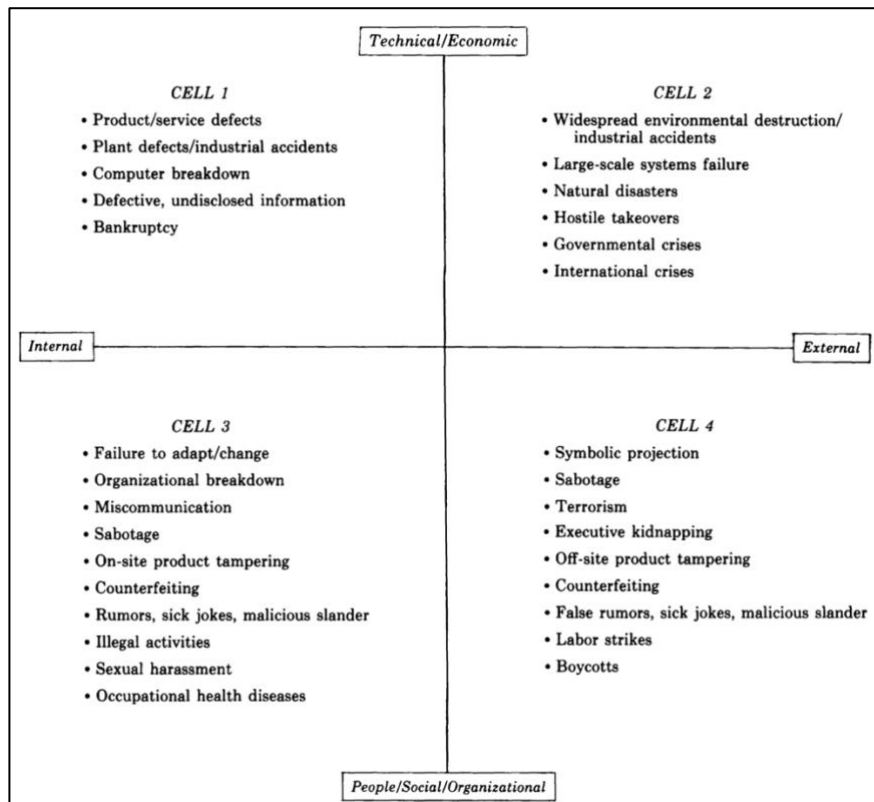 Technical/Economic
CELL 1
• Product/service defects
• Plant defects/industrial accidents
• Computer breakdown
• Defective, undisclosed information
• Bankruptcy
CELL 2
• Widespread environmental destruction/
industrial accidents
• Large-scale systems failure
• Natural disasters
• Hostile takeovers
• Governmental crises
• International crises
Internal
External
CELL 3
• Failure to adapt/change
• Organizational breakdown
• Miscommunication
• Sabotage
• On-site product tampering
• Counterfeiting
• Rumors, sick jokes, malicious slander
• Illegal activities
• Sexual harassment
• Occupational health diseases
CELL 4
• Symbolic projection
• Sabotage
• Terrorism
• Executive kidnapping
• Off-site product tampering
• Counterfeiting
• False rumors, sick jokes, malicious slander
• Labor strikes
• Boycotts
People/Social/Organizational